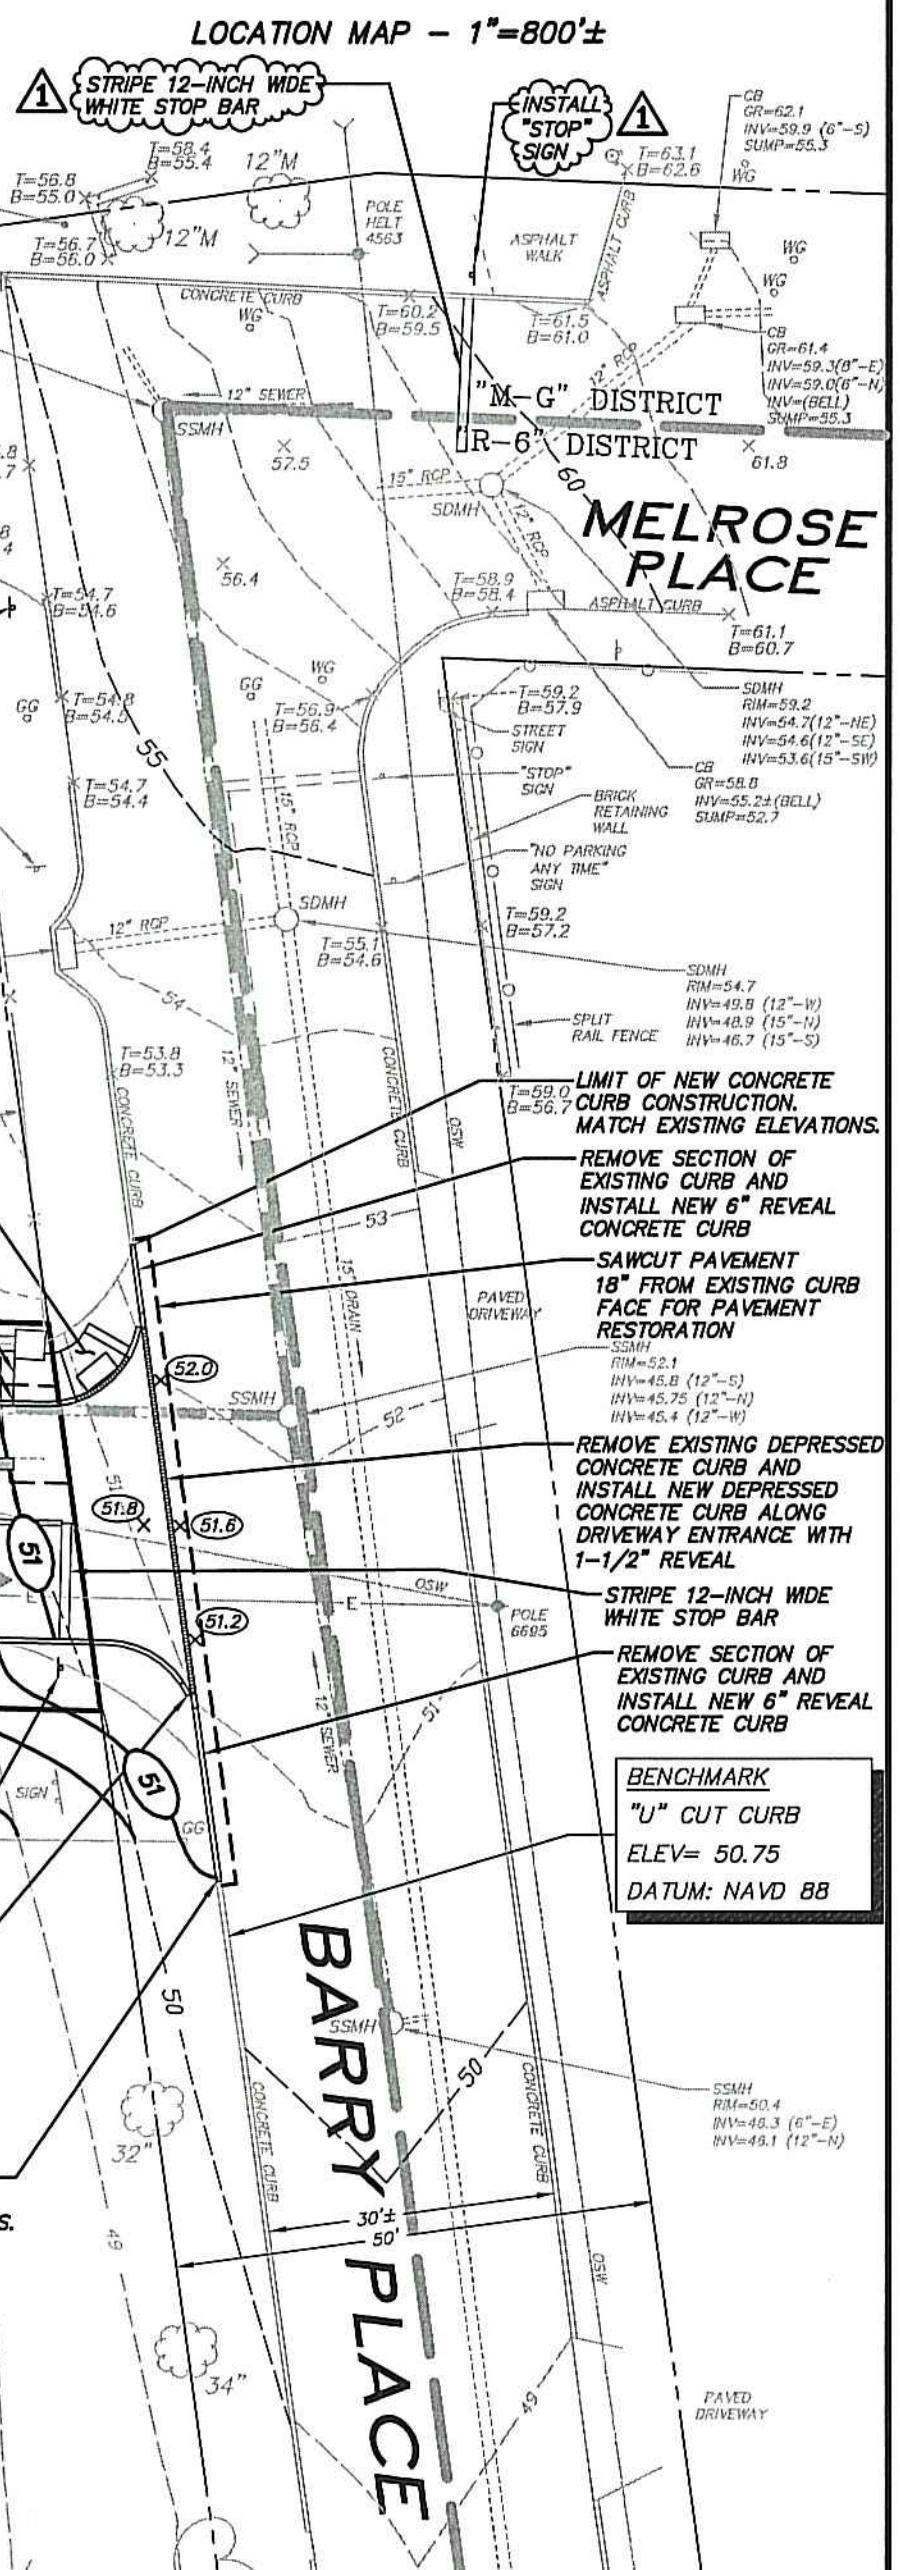 LOCATION MAP - 1"=800'±
1
STRIPE 12-INCH WIDE
WHITE STOP BAR
INSTALL
"STOP"
SIGN
1
CB
GR=62.1
INV=59.9 (6"-S)
SUMP=55.3
T=58.4
B=55.4
12"M
T=63.1
B=62.6
WG
T=56.8
B=55.0
POLE
HELT
4563
ASPHALT
WALK
ASPHALT CURB
12"M
T=56.7
B=56.0
WG
WG
CONCRETE CURB
WG
T=60.2
B=59.5
T=61.5
B=61.0
CB
GR=61.4
INV=59.3(8"-E)
INV=59.0(6"-N)
INV=(BELL)
SUMP=55.3
12" RCP
12" SEWER
"M-G" DISTRICT
SSMH
"R-6" DISTRICT
57.5
61.8
15" RCP
60
SDMH
12" RCP
MELROSE
PLACE
56.4
T=58.9
B=58.4
ASPHALT CURB
T=54.7
B=54.6
T=61.1
B=60.7
WG
GG
T=59.2
B=57.9
SDMH
RIM=59.2
INV=54.7(12"-NE)
INV=54.6(12"-SE)
INV=53.6(15"-SW)
GG
T=54.8
B=54.5
T=56.9
B=56.4
STREET
SIGN
55
"STOP"
SIGN
CB
GR=58.8
INV=55.2±(BELL)
SUMP=52.7
T=54.7
B=54.4
15" RCP
BRICK
RETAINING
WALL
"NO PARKING
ANY TIME"
SIGN
SDMH
12" RCP
T=59.2
B=57.2
T=55.1
B=54.6
SDMH
RIM=54.7
INV=49.8 (12"-W)
INV=48.9 (15"-N)
INV=46.7 (15"-S)
54
SPLIT
RAIL FENCE
T=53.8
B=53.3
12" SEWER
CONCRETE CURB
CONCRETE CURB
T=59.0
B=56.7
OSW
LIMIT OF NEW CONCRETE
CURB CONSTRUCTION.
MATCH EXISTING ELEVATIONS.
REMOVE SECTION OF
EXISTING CURB AND
INSTALL NEW 6" REVEAL
CONCRETE CURB
53
15" DRAIN
SAWCUT PAVEMENT
18" FROM EXISTING CURB
FACE FOR PAVEMENT
RESTORATION
PAVED
DRIVEWAY
SSMH
RIM=52.1
INV=45.8 (12"-S)
INV=45.75 (12"-N)
INV=45.4 (12"-W)
52.0
SSMH
52
REMOVE EXISTING DEPRESSED
CONCRETE CURB AND
INSTALL NEW DEPRESSED
CONCRETE CURB ALONG
DRIVEWAY ENTRANCE WITH
1-1/2" REVEAL
51
51.8
51.6
51
OSW
E
E
STRIPE 12-INCH WIDE
WHITE STOP BAR
POLE
6695
51.2
REMOVE SECTION OF
EXISTING CURB AND
INSTALL NEW 6" REVEAL
CONCRETE CURB
12" SEWER
51
51
SIGN
GG
BENCHMARK
"U" CUT CURB
ELEV= 50.75
DATUM: NAVD 88
BARRY PLACE
50
SSMH
50
SSMH
RIM=50.4
INV=46.3 (6"-E)
INV=46.1 (12"-N)
32"
CONCRETE CURB
CONCRETE CURB
S.
49
30'±
50'
OSW
34"
49
PAVED
DRIVEWAY